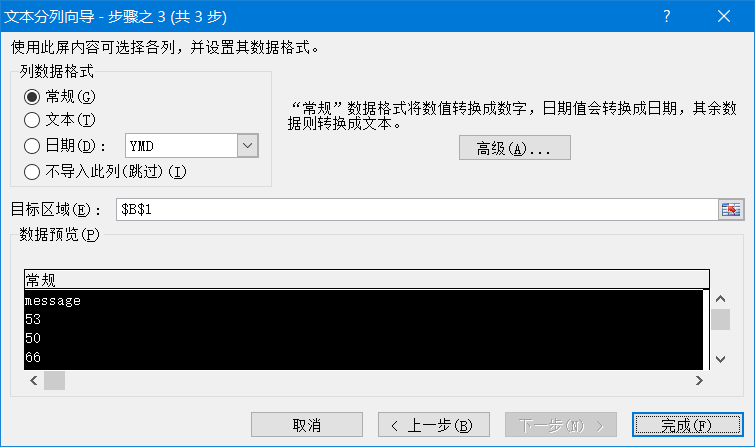 文本分列向导 - 步骤之 3 (共 3 步)
使用此屏内容可选择各列，并设置其数据格式。
列数据格式
常规(G)
文本(T)
日期(D)： YMD
不导入此列(跾过)(I)
“常规”数据格式将数值转换成数字，日期值会转换成日期，其余数
据则转换成文本。
高级(A)...
目标区域(E)： $B$1
数据预览(P)
常规
message
53
50
66
取消
< 上一步(B)
下一步(N) >
完成(F)